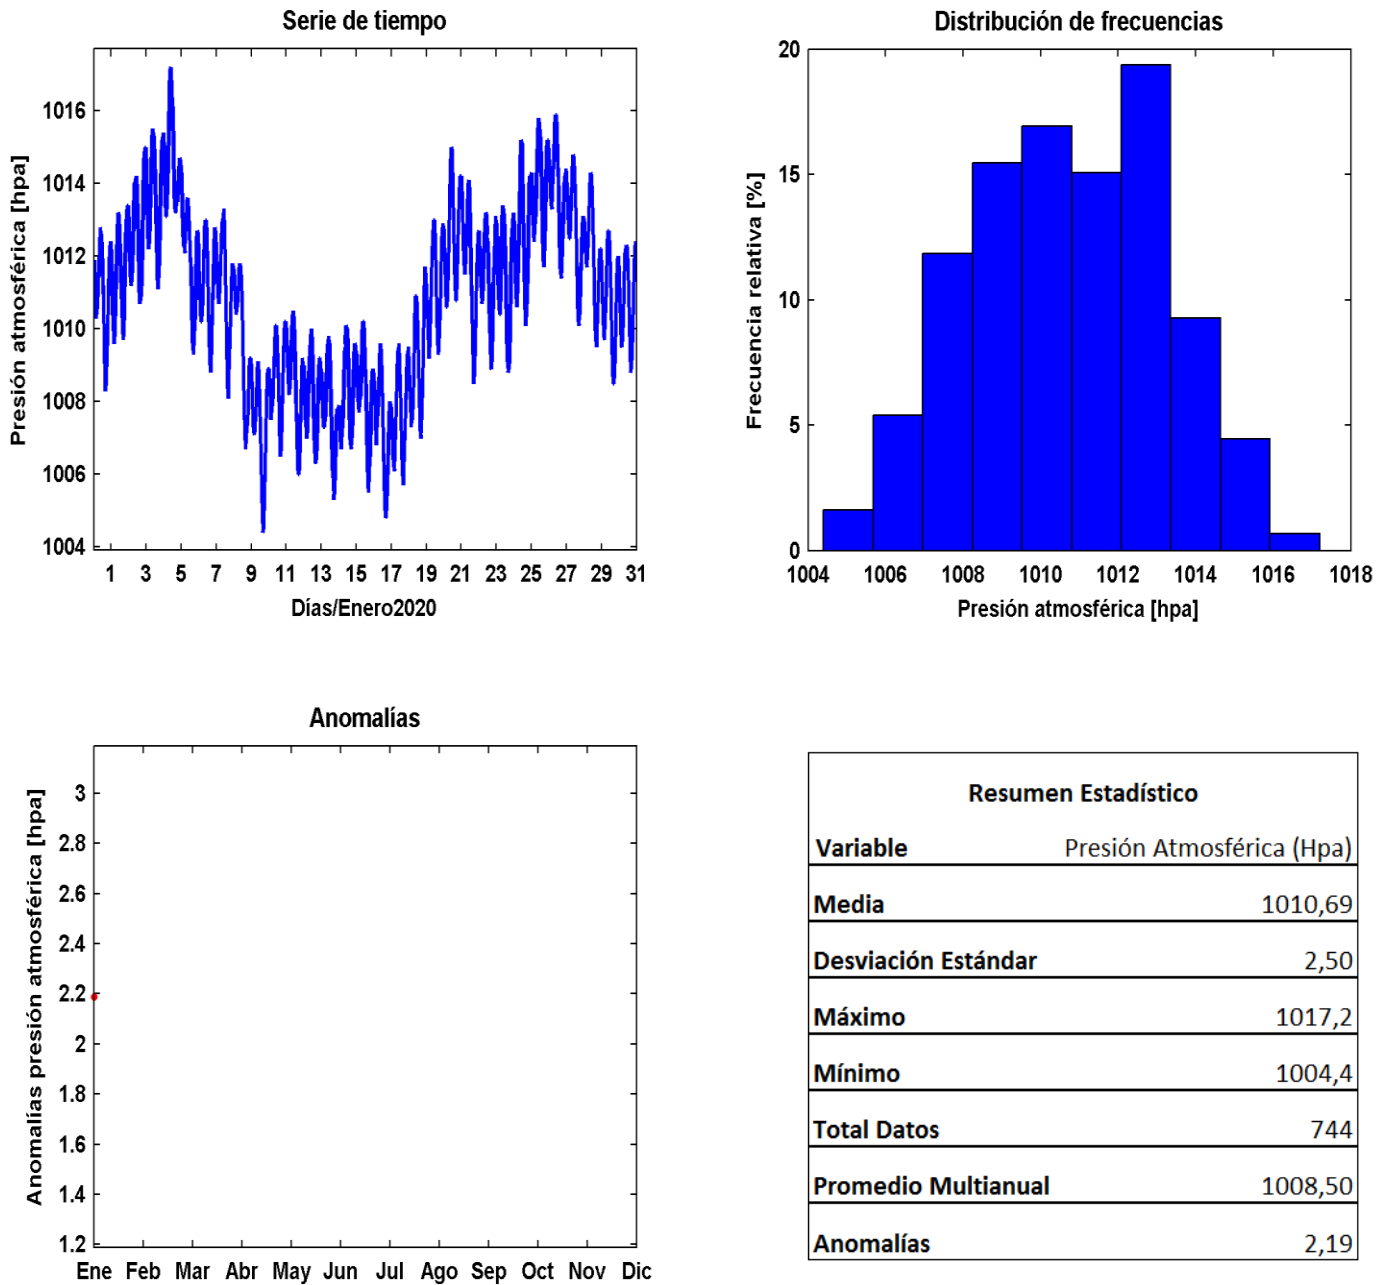 Serie de tiempo
Presión atmosférica [hpa]
1016
1014
1012
1010
1008
1006
1004
1 3 5 7 9 11 13 15 17 19 21 23 25 27 29 31
Días/Enero2020
Distribución de frecuencias
Frecuencia relativa [%]
20
15
10
5
0
1004 1006 1008 1010 1012 1014 1016 1018
Presión atmosférica [hpa]
Anomalías
Anomalías presión atmosférica [hpa]
3
2.8
2.6
2.4
2.2
2
1.8
1.6
1.4
1.2
Ene Feb Mar Abr May Jun Jul Ago Sep Oct Nov Dic
Resumen Estadístico
Variable Presión Atmosférica (Hpa)
Media 1010,69
Desviación Estándar 2,50
Máximo 1017,2
Mínimo 1004,4
Total Datos 744
Promedio Multianual 1008,50
Anomalías 2,19